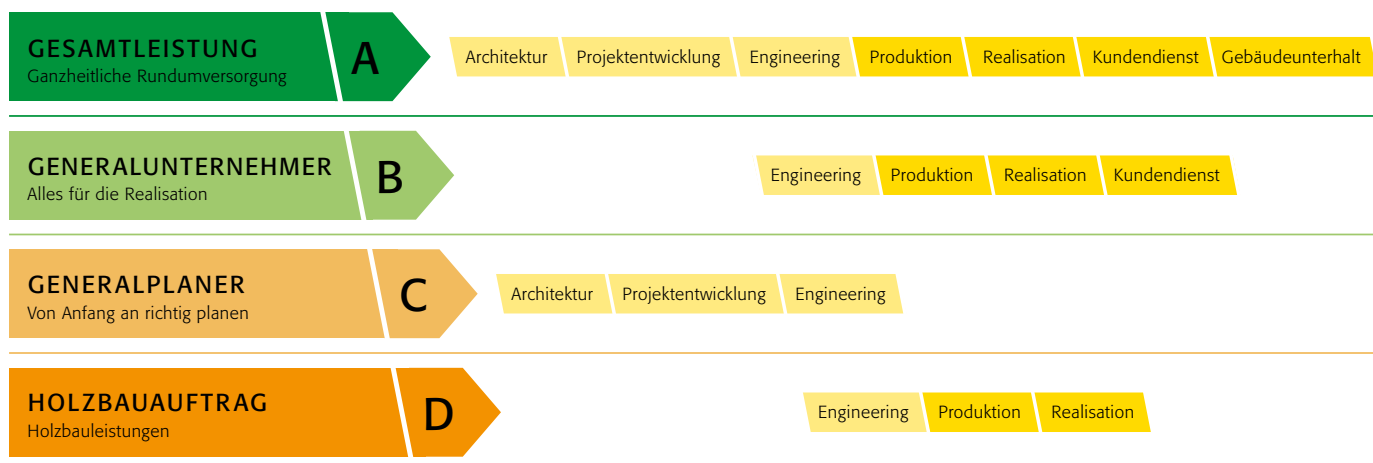 GESAMTLEISTUNG
Ganzheitliche Rundumversorgung
A
Architektur Projektentwicklung Engineering Produktion Realisation Kundendienst Gebäudeunterhalt
GENERALUNTERNEHMER
Alles für die Realisation
B
Engineering Produktion Realisation Kundendienst
GENERALPLANER
Von Anfang an richtig planen
C
Architektur Projektentwicklung Engineering
HOLZBAUAUFTRAG
Holzbauleistungen
D
Engineering Produktion Realisation